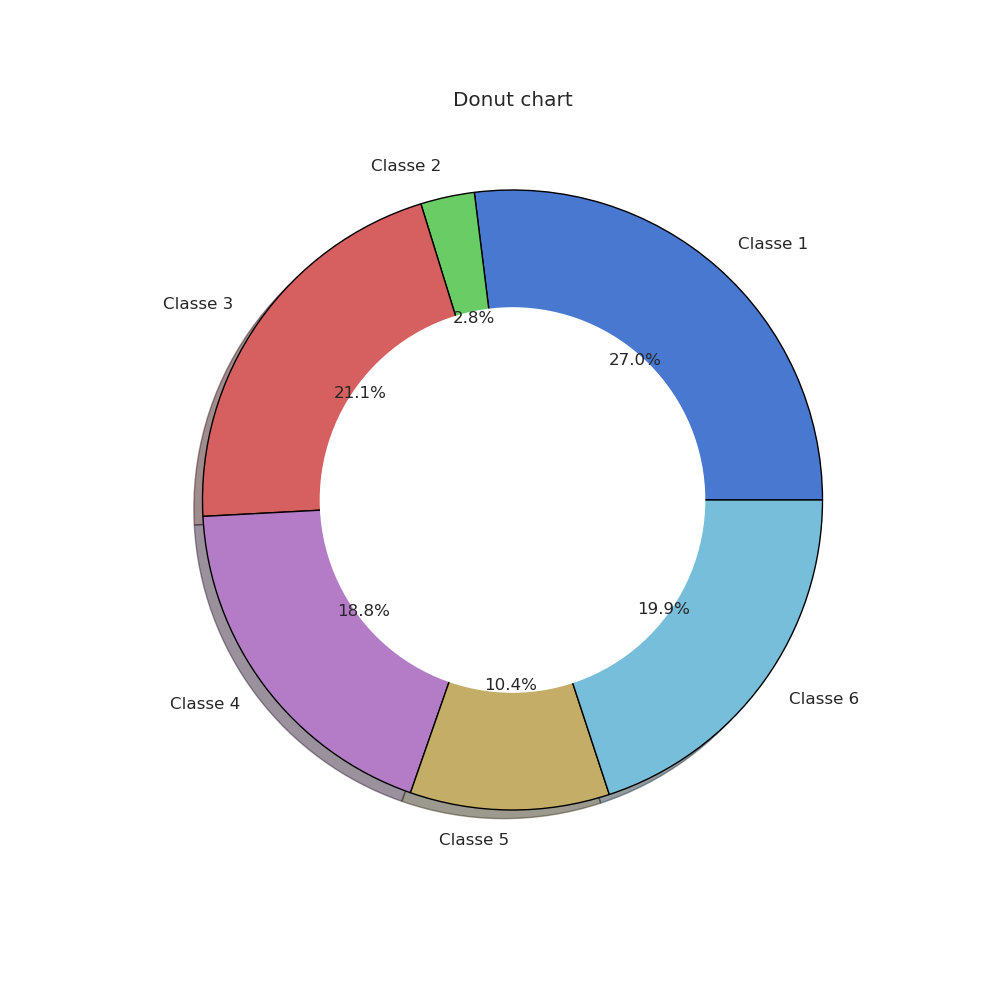 Donut chart
Classe 2
Classe 1
Classe 3
2.8%
27.0%
21.1%
18.8%
19.9%
10.4%
Classe 4
Classe 6
Classe 5